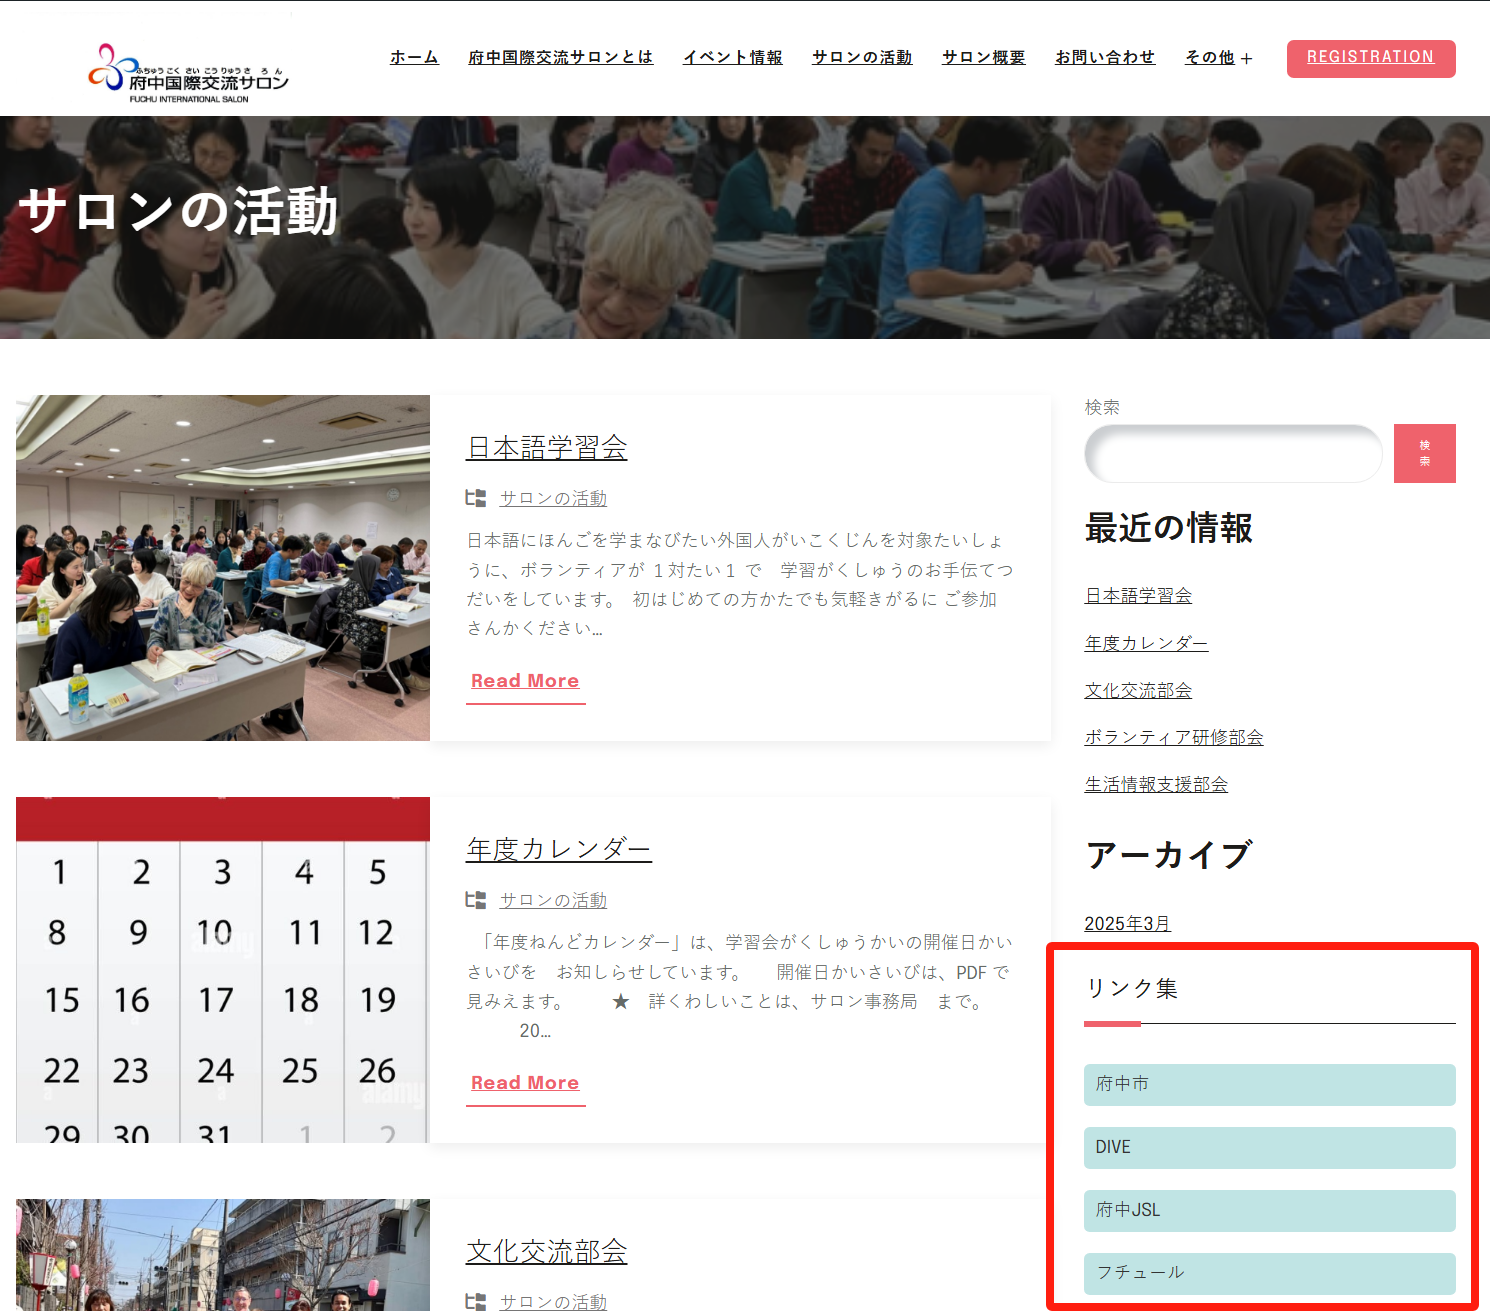 ふちゅうこくさいこうりゅうさろん
府中国際交流サロン
FUCHU INTERNATIONAL SALON
ホーム 府中国際交流サロンとは イベント情報 サロンの活動 サロン概要 お問い合わせ その他 + REGISTRATION
サロンの活動
日本語学習会
サロンの活動
日本語にほんごを学まなびたい外国人がいこくじんを対象たいしょ
うに、ボランティアが １対たい１ で　学習がくしゅうのお手伝てつ
だいをしています。 初はじめての方かたでも気軽きがるに ご参加
さんかください…
Read More
年度カレンダー
サロンの活動
「年度ねんどカレンダー」は、学習会がくしゅうかいの開催日かい
さいびを　お知しらせしています。　　開催日かいさいびは、PDF で
見みえます。　　　★　詳くわしいことは、サロン事務局　まで。
20…
Read More
文化交流部会
サロンの活動
1 2 3 4 5
8 9 10 11 12
15 16 17 18 19
22 23 24 25 26
29 30 31 1 2
alamy
alamy
検索
検
索
最近の情報
日本語学習会
年度カレンダー
文化交流部会
ボランティア研修部会
生活情報支援部会
アーカイブ
2025年3月
リンク集
府中市
DIVE
府中JSL
フチュール